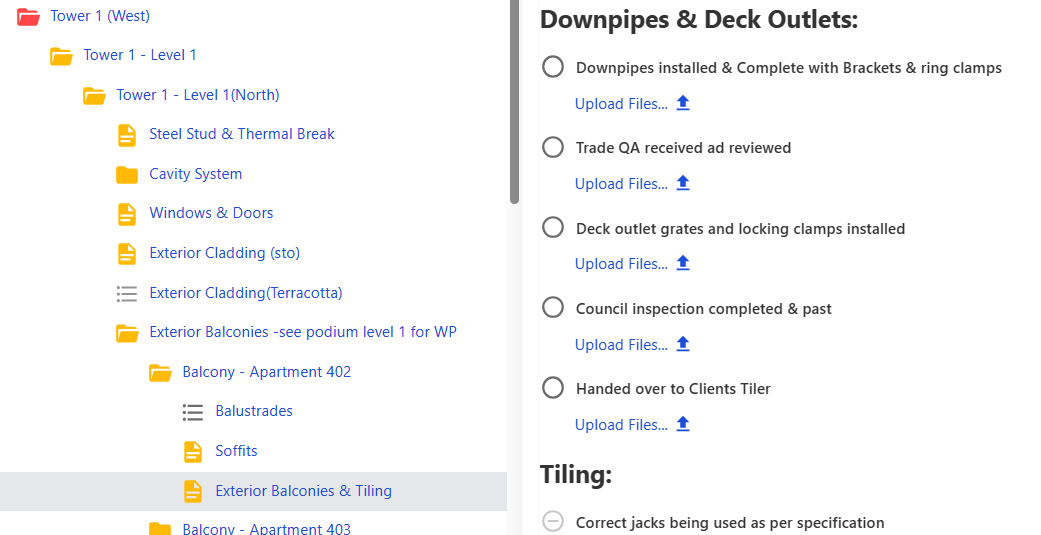 Tower 1 (West)
Tower 1 - Level 1
Tower 1 - Level 1(North)
Steel Stud & Thermal Break
Cavity System
Windows & Doors
Exterior Cladding (sto)
Exterior Cladding(Terracotta)
Exterior Balconies -see podium level 1 for WP
Balcony - Apartment 402
Balustrades
Soffits
Exterior Balconies & Tiling
Balcony - Apartment 403
Downpipes & Deck Outlets:
Downpipes installed & Complete with Brackets & ring clamps
Upload Files...
Trade QA received ad reviewed
Upload Files...
Deck outlet grates and locking clamps installed
Upload Files...
Council inspection completed & past
Upload Files...
Handed over to Clients Tiler
Upload Files...
Tiling:
Correct jacks being used as per specification